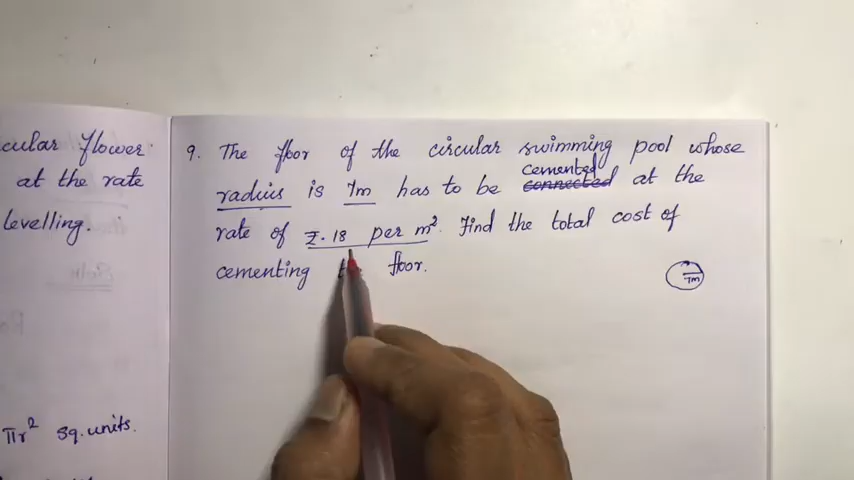 cular flower
at the rate
levelling.
πr² sq.units.
9. The floor of the circular swimming pool whose
radius is 7m has to be cemented at the
rate of ₹. 18 per m². Find the total cost of
cementing the floor.
7m